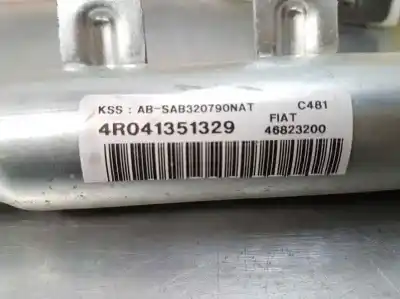 KSS : AB-SAB320790NAT C481
4R041351329 FIAT
46823200